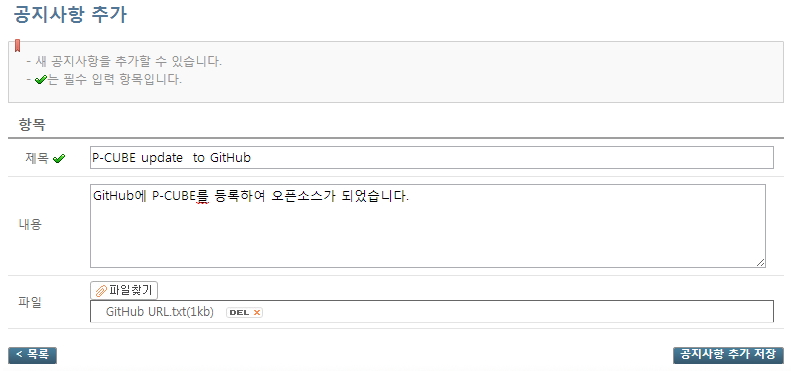 공지사항 추가
- 새 공지사항을 추가할 수 있습니다.
- 는 필수 입력 항목입니다.
항목
제목 P-CUBE update  to GitHub
내용 GitHub에 P-CUBE를 등록하여 오픈소스가 되었습니다.
파일 파일찾기
GitHub URL.txt(1kb) DEL ×
< 목록 공지사항 추가 저장